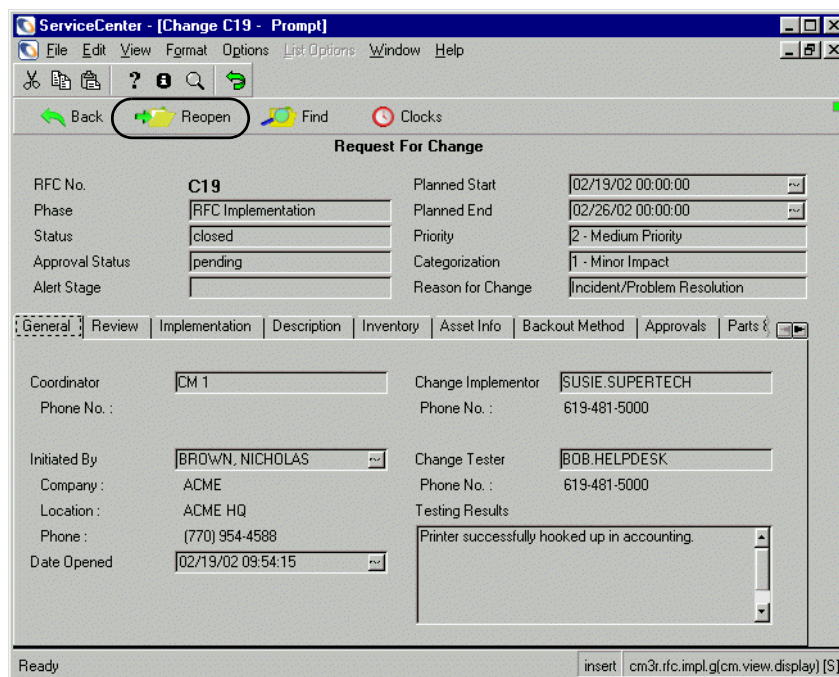 ServiceCenter - [Change C19 - Prompt]
File Edit View Format Options List Options Window Help
Back Reopen Find Clocks
Request For Change
RFC No. C19 Planned Start 02/19/02 00:00:00
Phase RFC Implementation Planned End 02/26/02 00:00:00
Status closed Priority 2 - Medium Priority
Approval Status pending Categorization 1 - Minor Impact
Alert Stage Reason for Change Incident/Problem Resolution
General Review Implementation Description Inventory Asset Info Backout Method Approvals Parts &
Coordinator CM 1 Change Implementor SUSIE.SUPERTECH
Phone No. : Phone No. : 619-481-5000
Initiated By BROWN, NICHOLAS Change Tester BOB.HELPDESK
Company : ACME Phone No. : 619-481-5000
Location : ACME HQ Testing Results
Phone : (770) 954-4588 Printer successfully hooked up in accounting.
Date Opened 02/19/02 09:54:15
Ready insert cm3r.rfc.impl.g(cm.view.display) [S]